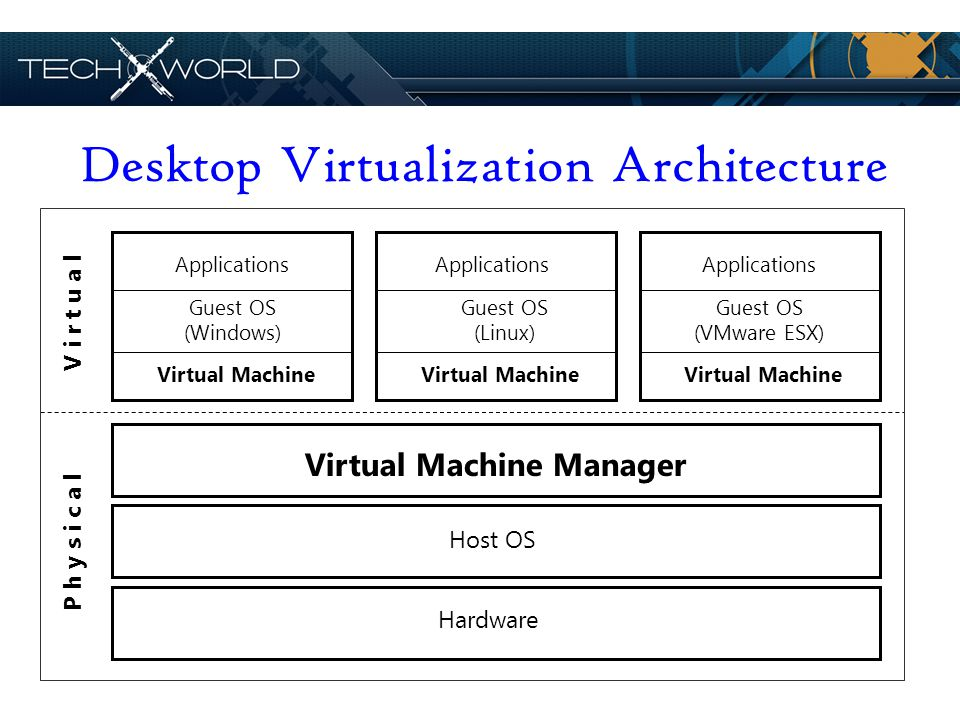 TECH WORLD
Desktop Virtualization Architecture
Virtual
Applications
Guest OS
(Windows)
Virtual Machine
Applications
Guest OS
(Linux)
Virtual Machine
Applications
Guest OS
(VMware ESX)
Virtual Machine
Physical
Virtual Machine Manager
Host OS
Hardware